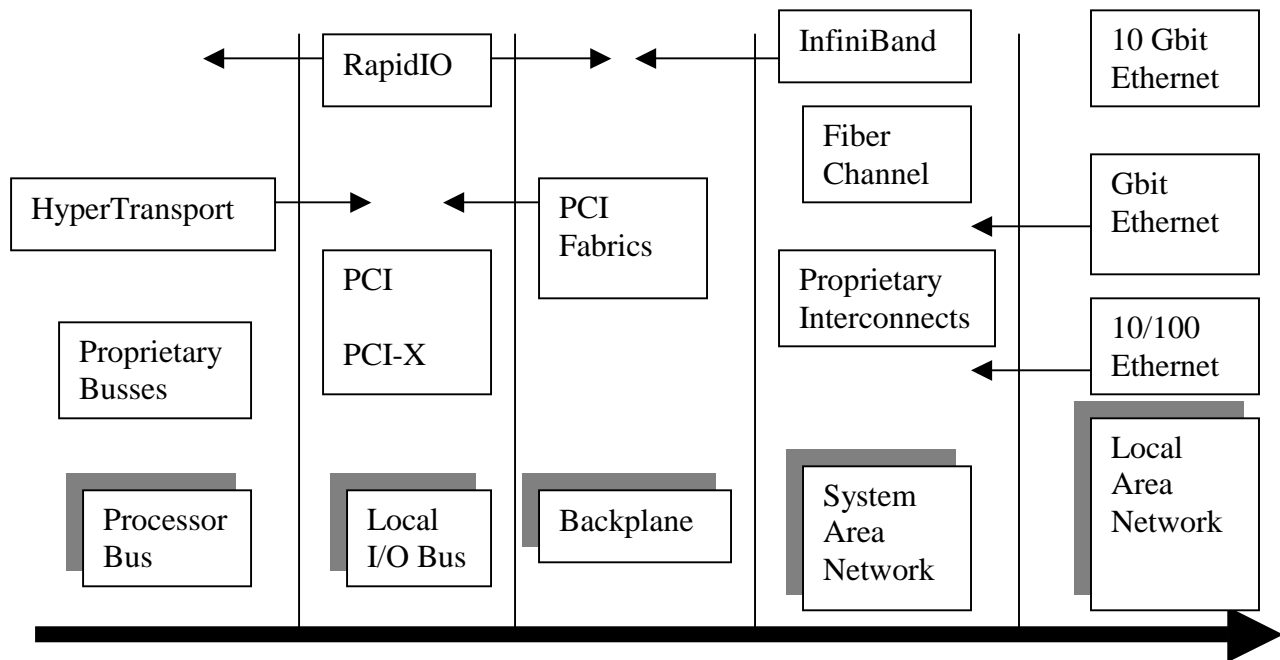 RapidIO
InfiniBand
10 Gbit
Ethernet
Fiber
Channel
HyperTransport
PCI
Fabrics
Gbit
Ethernet
PCI
PCI-X
Proprietary
Interconnects
Proprietary
Busses
10/100
Ethernet
Processor
Bus
Local
I/O Bus
Backplane
System
Area
Network
Local
Area
Network